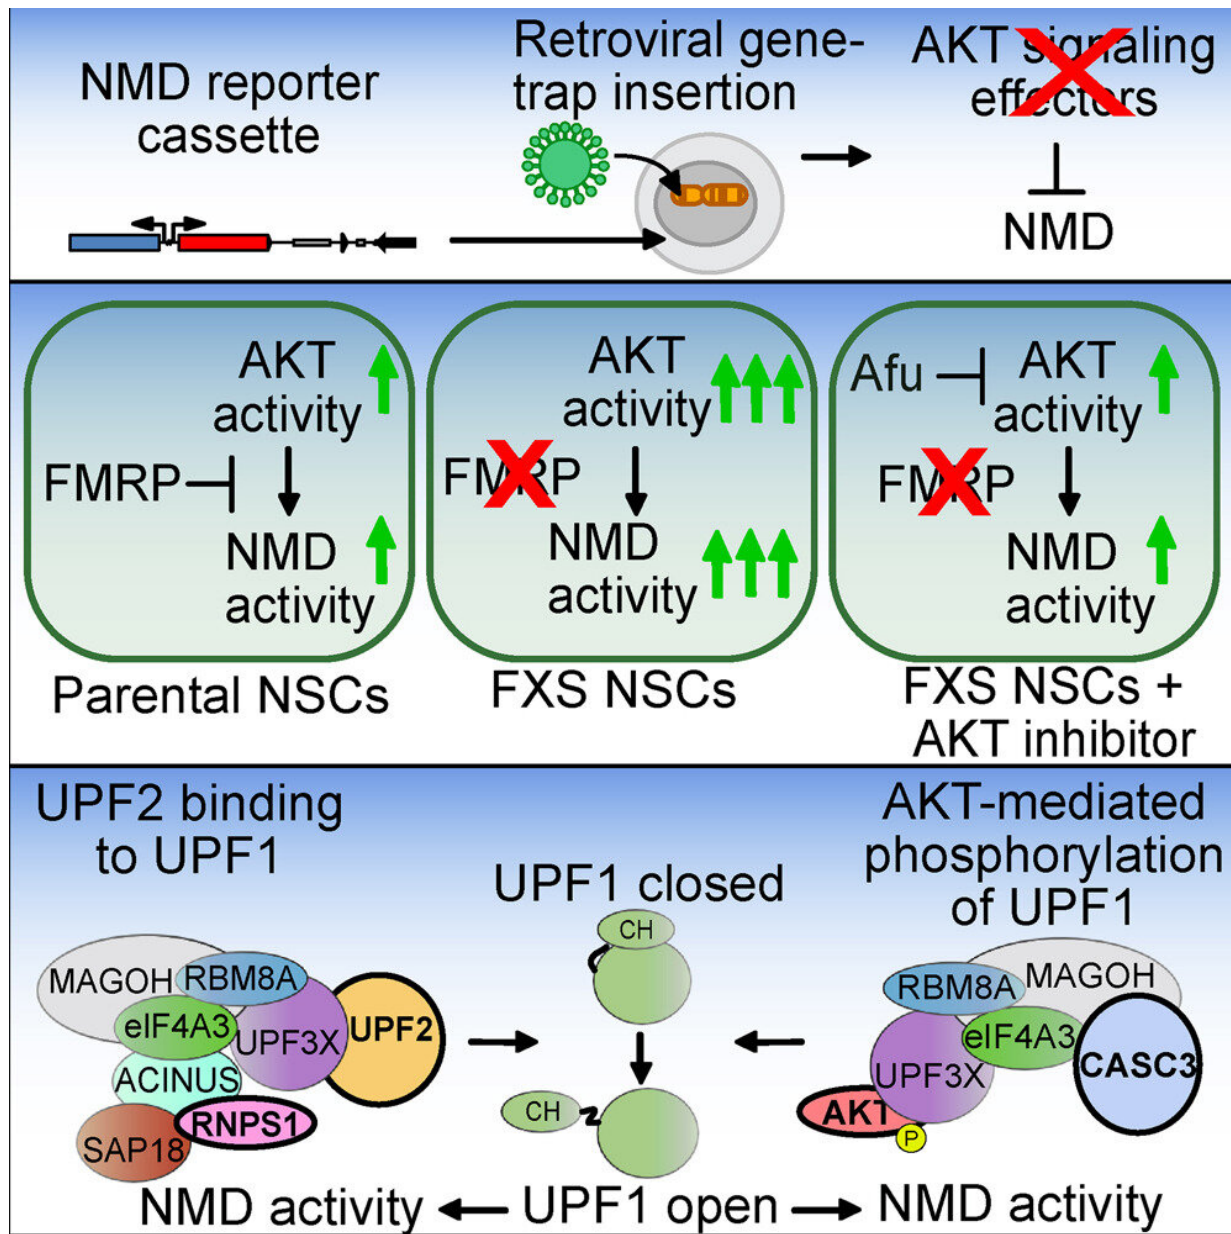 NMD reporter
cassette
Retroviral gene-
trap insertion
AKT signaling
effectors
NMD
AKT
activity
FMRP
NMD
activity
Parental NSCs
AKT
activity
FMRP
NMD
activity
FXS NSCs
Afu
AKT
activity
FMRP
NMD
activity
FXS NSCs +
AKT inhibitor
UPF2 binding
to UPF1
MAGOH
RBM8A
eIF4A3
UPF3X
UPF2
ACINUS
RNPS1
SAP18
UPF1 closed
CH
CH
AKT-mediated
phosphorylation
of UPF1
RBM8A
MAGOH
eIF4A3
UPF3X
CASC3
AKT
P
NMD activity
UPF1 open
NMD activity